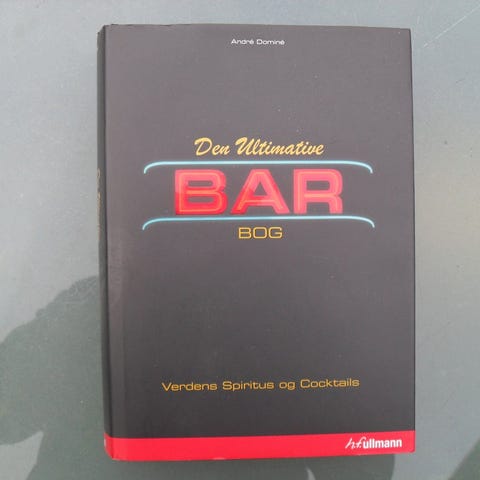 André Dominé
Den Ultimative
BAR
BOG
Verdens Spiritus og Cocktails
h.f.ullmann